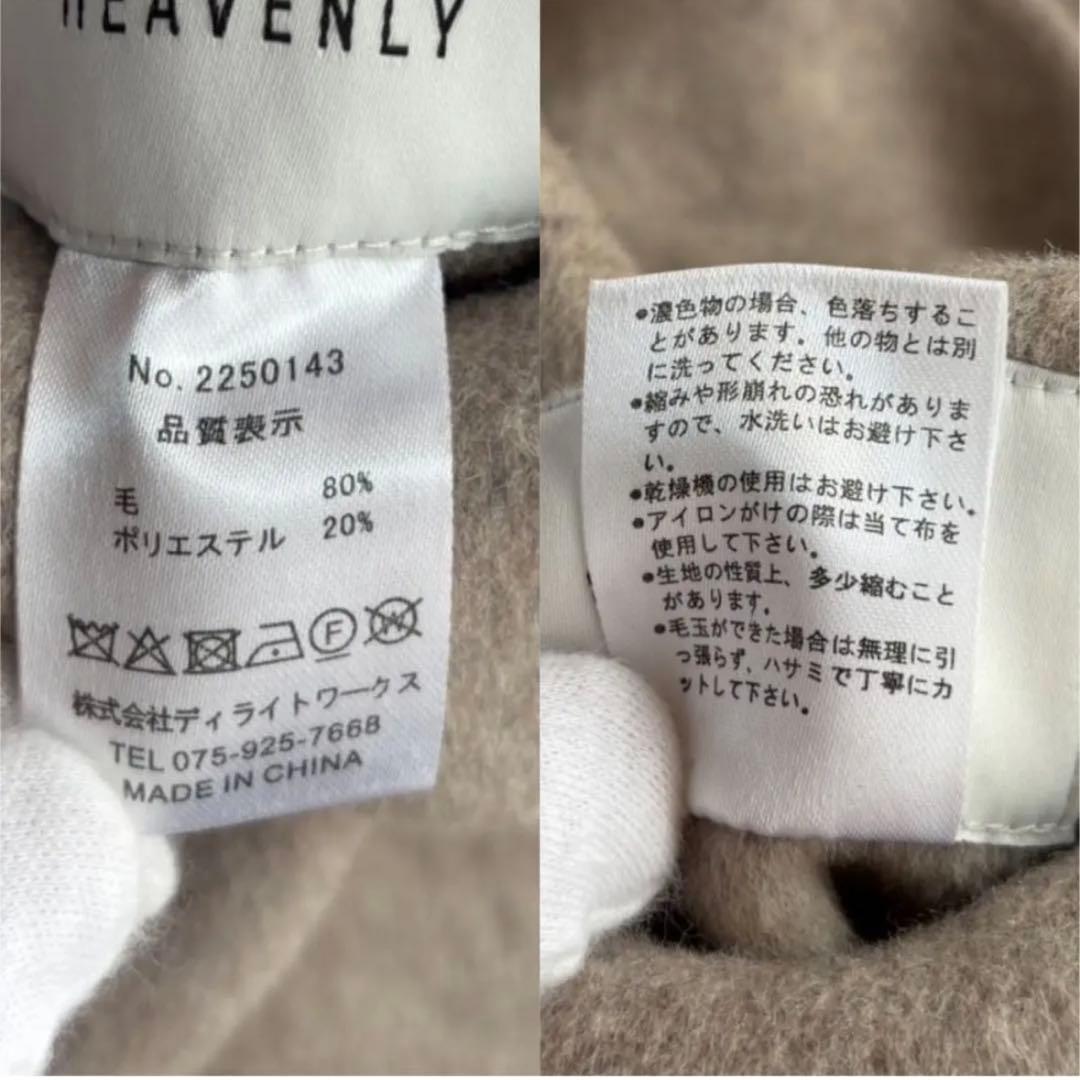 HEAVENLY
No. 2250143
品質表示
毛 80%
ポリエステル 20%
F
W
株式会社ディライトワークス
TEL 075-925-7668
MADE IN CHINA
●濃色物の場合、色落ちするこ
とがあります。他の物とは別
に洗ってください。
●縮みや形崩れの恐れがありま
すので、水洗いはお避け下さ
い。
●乾燥機の使用はお避け下さい。
●アイロンがけの際は当て布を
使用して下さい。
●生地の性質上、多少縮むこと
があります。
●毛玉ができた場合は無理に引
っ張らず、ハサミで丁寧にカ
ットして下さい。